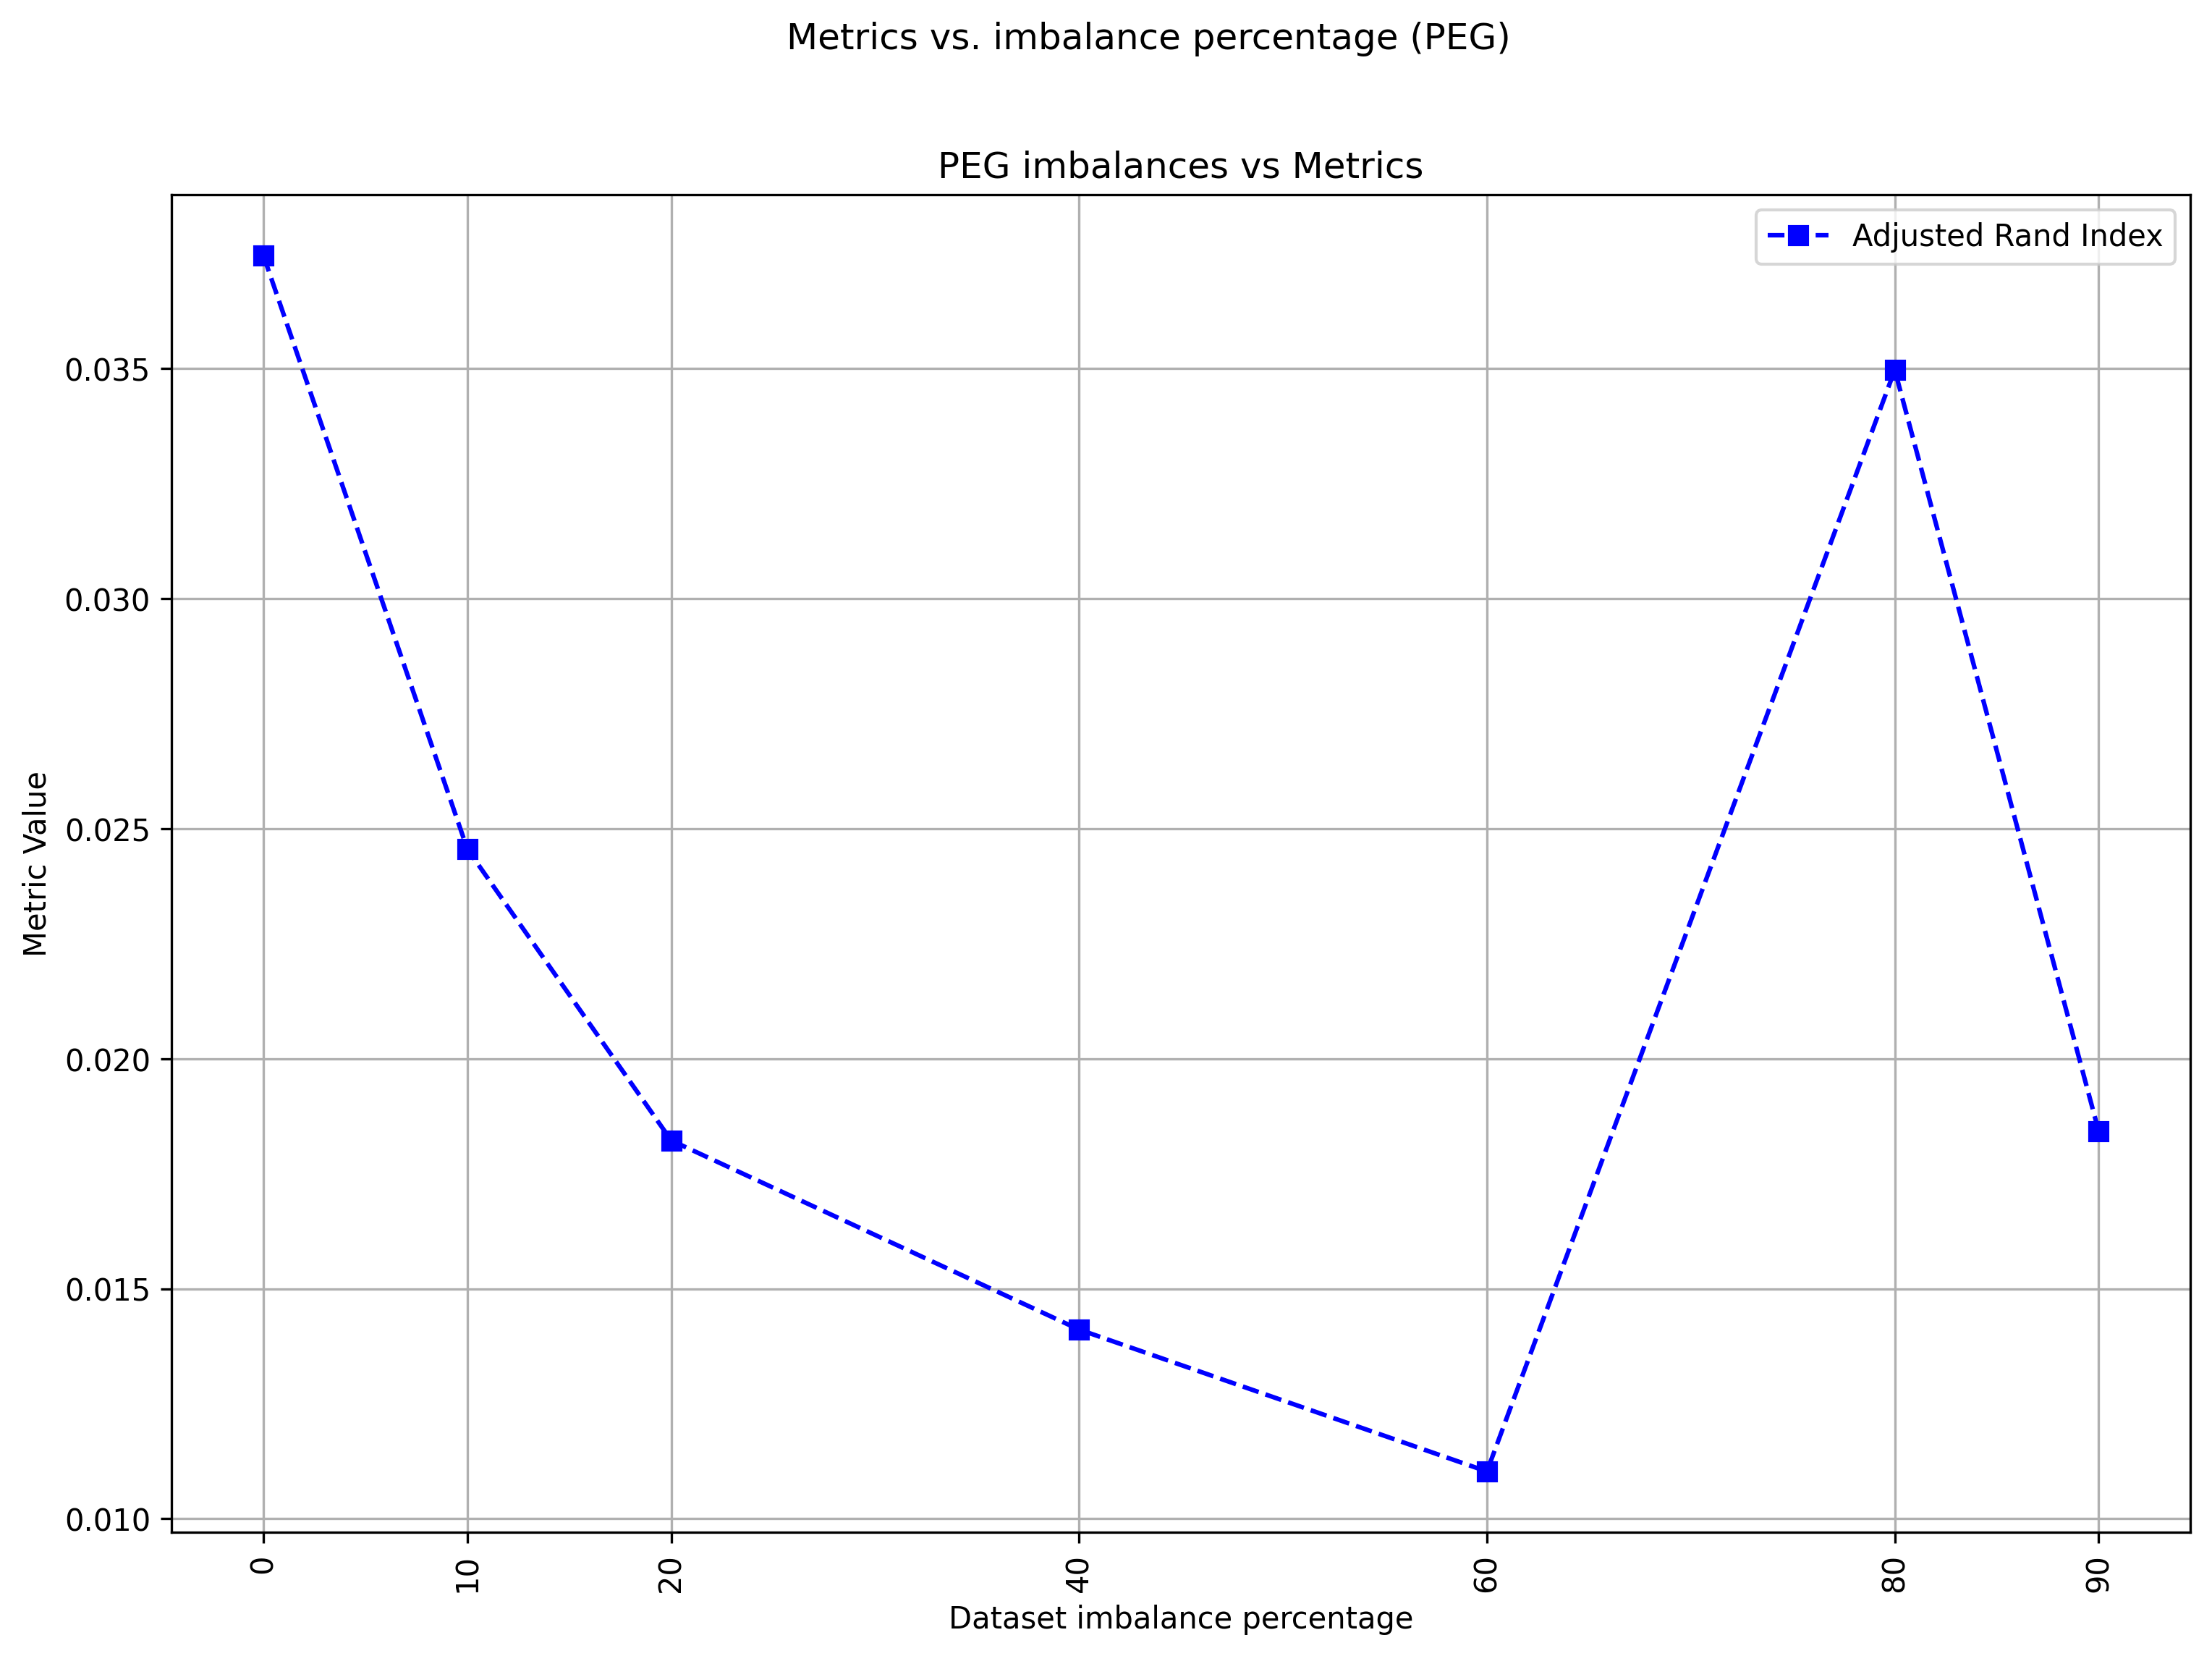 Metrics vs. imbalance percentage (PEG)
PEG imbalances vs Metrics
Adjusted Rand Index
0.035
0.030
0.025
0.020
0.015
0.010
Metric Value
0
10
20
40
60
80
90
Dataset imbalance percentage